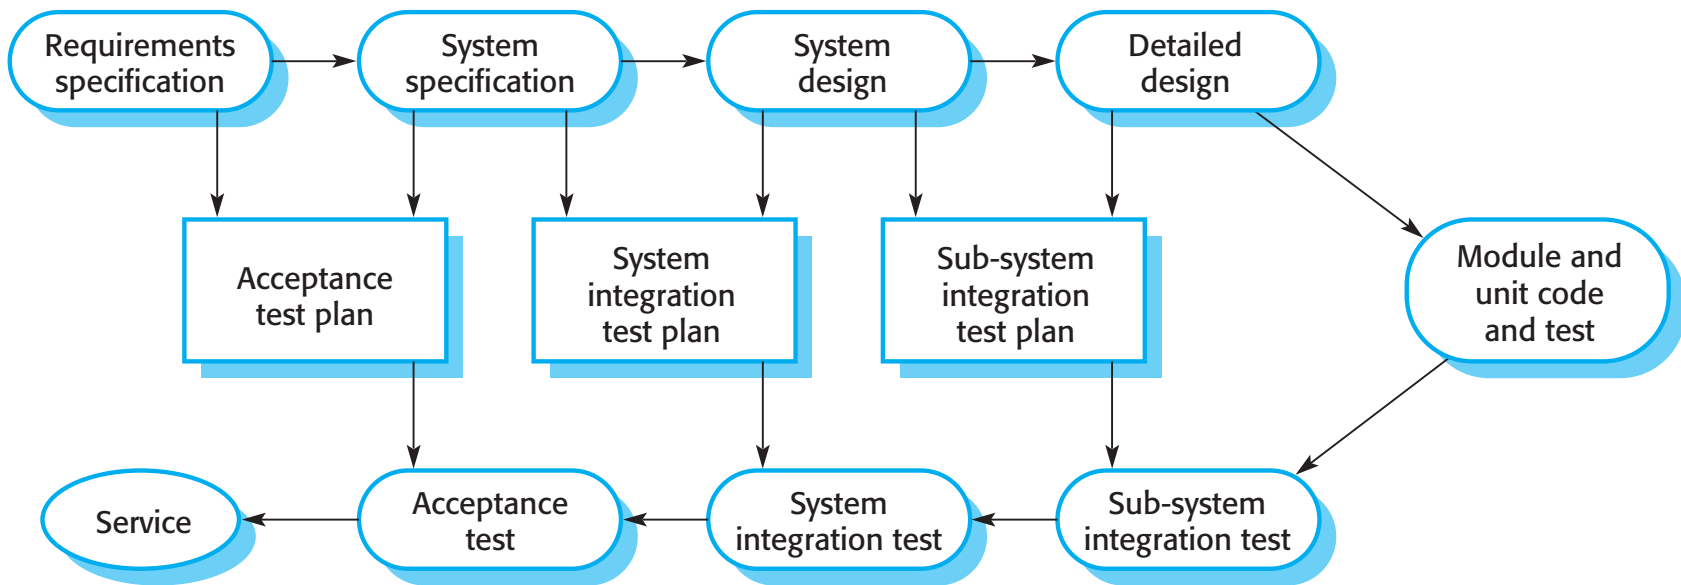 Requirements
specification
System
specification
System
design
Detailed
design
Acceptance
test plan
System
integration
test plan
Sub-system
integration
test plan
Module and
unit code
and test
Service
Acceptance
test
System
integration test
Sub-system
integration test